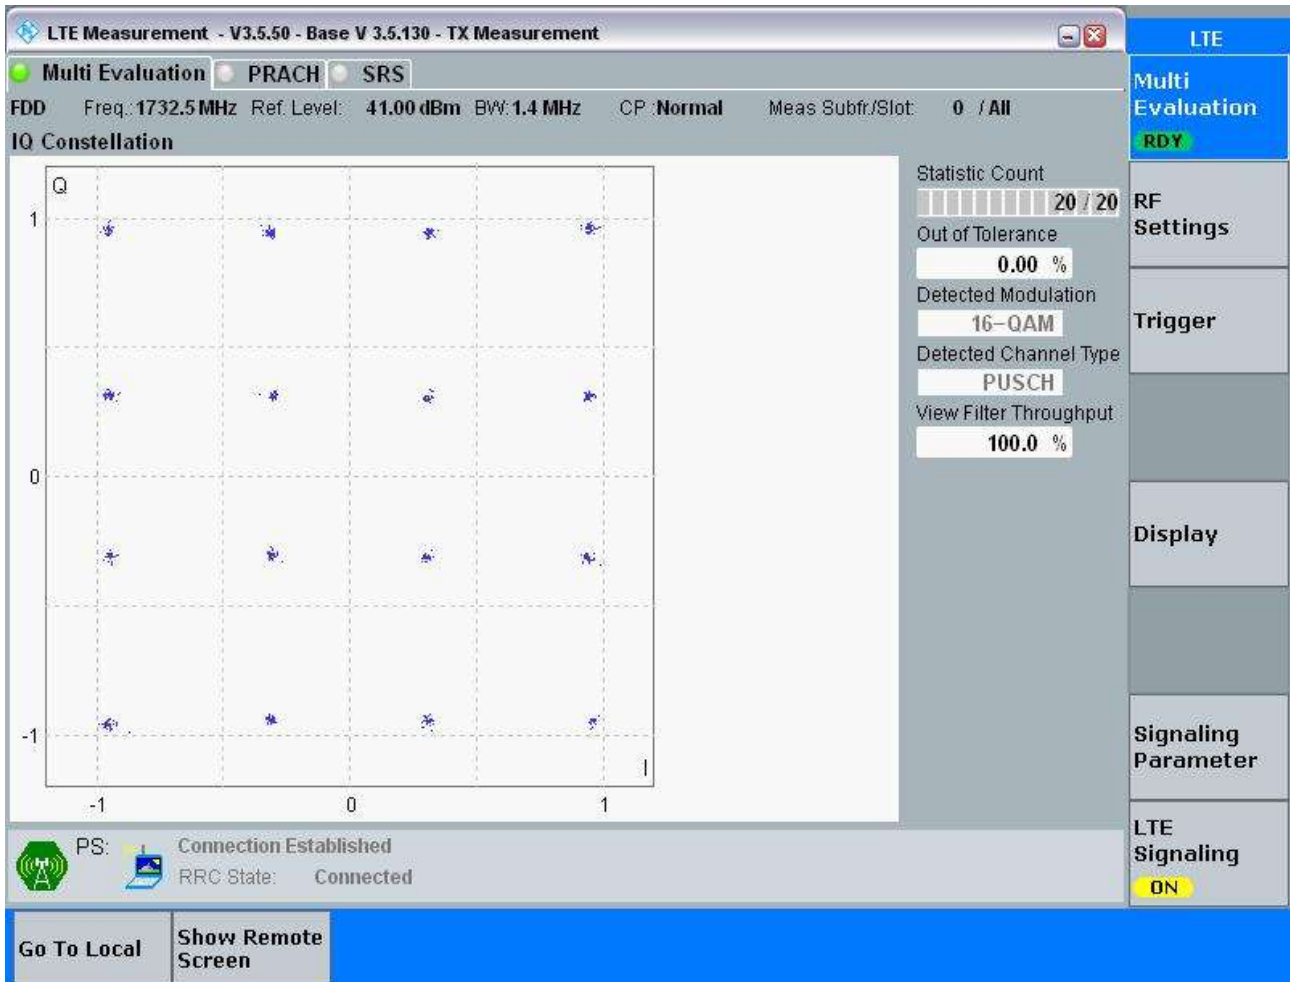 LTE Measurement - V3.5.50 - Base V 3.5.130 - TX Measurement
LTE
Multi Evaluation PRACH SRS
FDD Freq.: 1732.5 MHz Ref. Level: 41.00 dBm BW: 1.4 MHz CP : Normal Meas Subfr./Slot: 0 / All
IQ Constellation
Q
1
0
-1
I
-1 0 1
Statistic Count
20 / 20
Out of Tolerance
0.00 %
Detected Modulation
16-QAM
Detected Channel Type
PUSCH
View Filter Throughput
100.0 %
Multi
Evaluation
RDY
RF
Settings
Trigger
Display
Signaling
Parameter
LTE
Signaling
ON
PS: Connection Established
RRC State: Connected
Go To Local
Show Remote
Screen